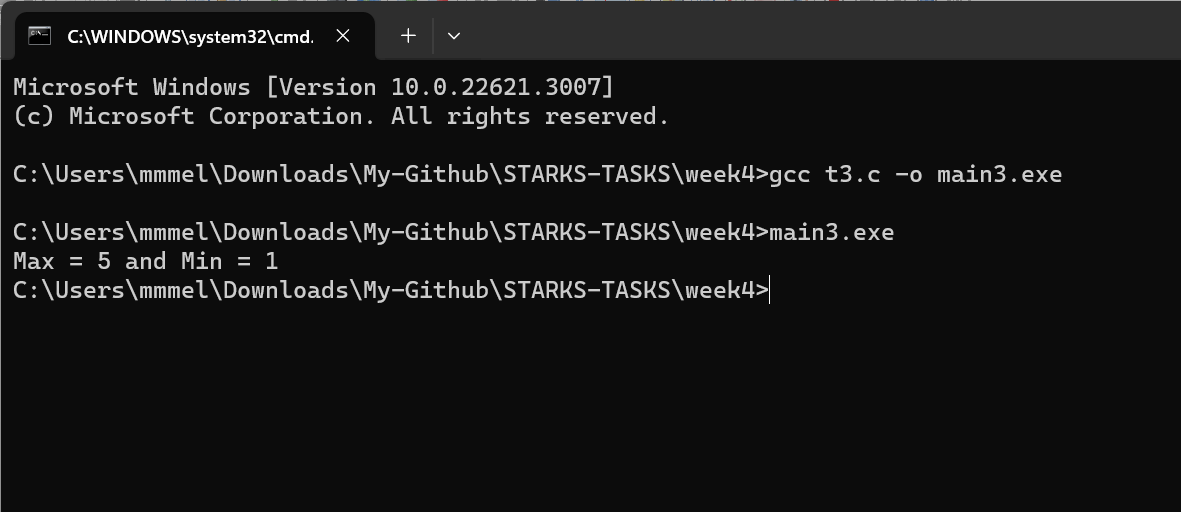 C:\WINDOWS\system32\cmd.
Microsoft Windows [Version 10.0.22621.3007]
(c) Microsoft Corporation. All rights reserved.
C:\Users\mmmel\Downloads\My-Github\STARKS-TASKS\week4>gcc t3.c -o main3.exe
C:\Users\mmmel\Downloads\My-Github\STARKS-TASKS\week4>main3.exe
Max = 5 and Min = 1
C:\Users\mmmel\Downloads\My-Github\STARKS-TASKS\week4>